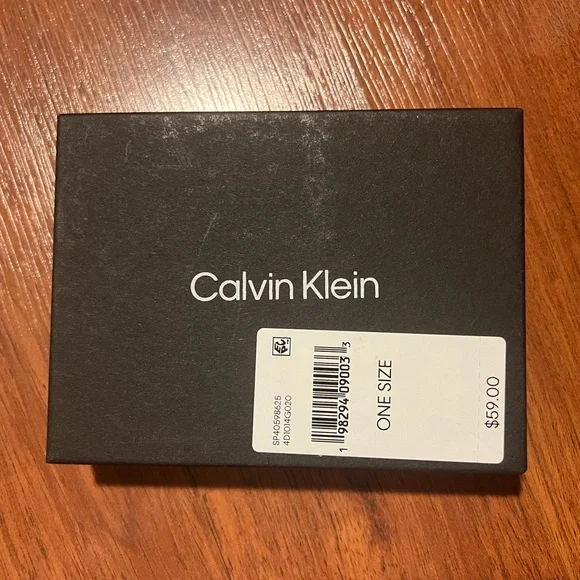 Calvin Klein
SP40598625
4D1014G020
1 98294 09003 3
ONE SIZE
$59.00